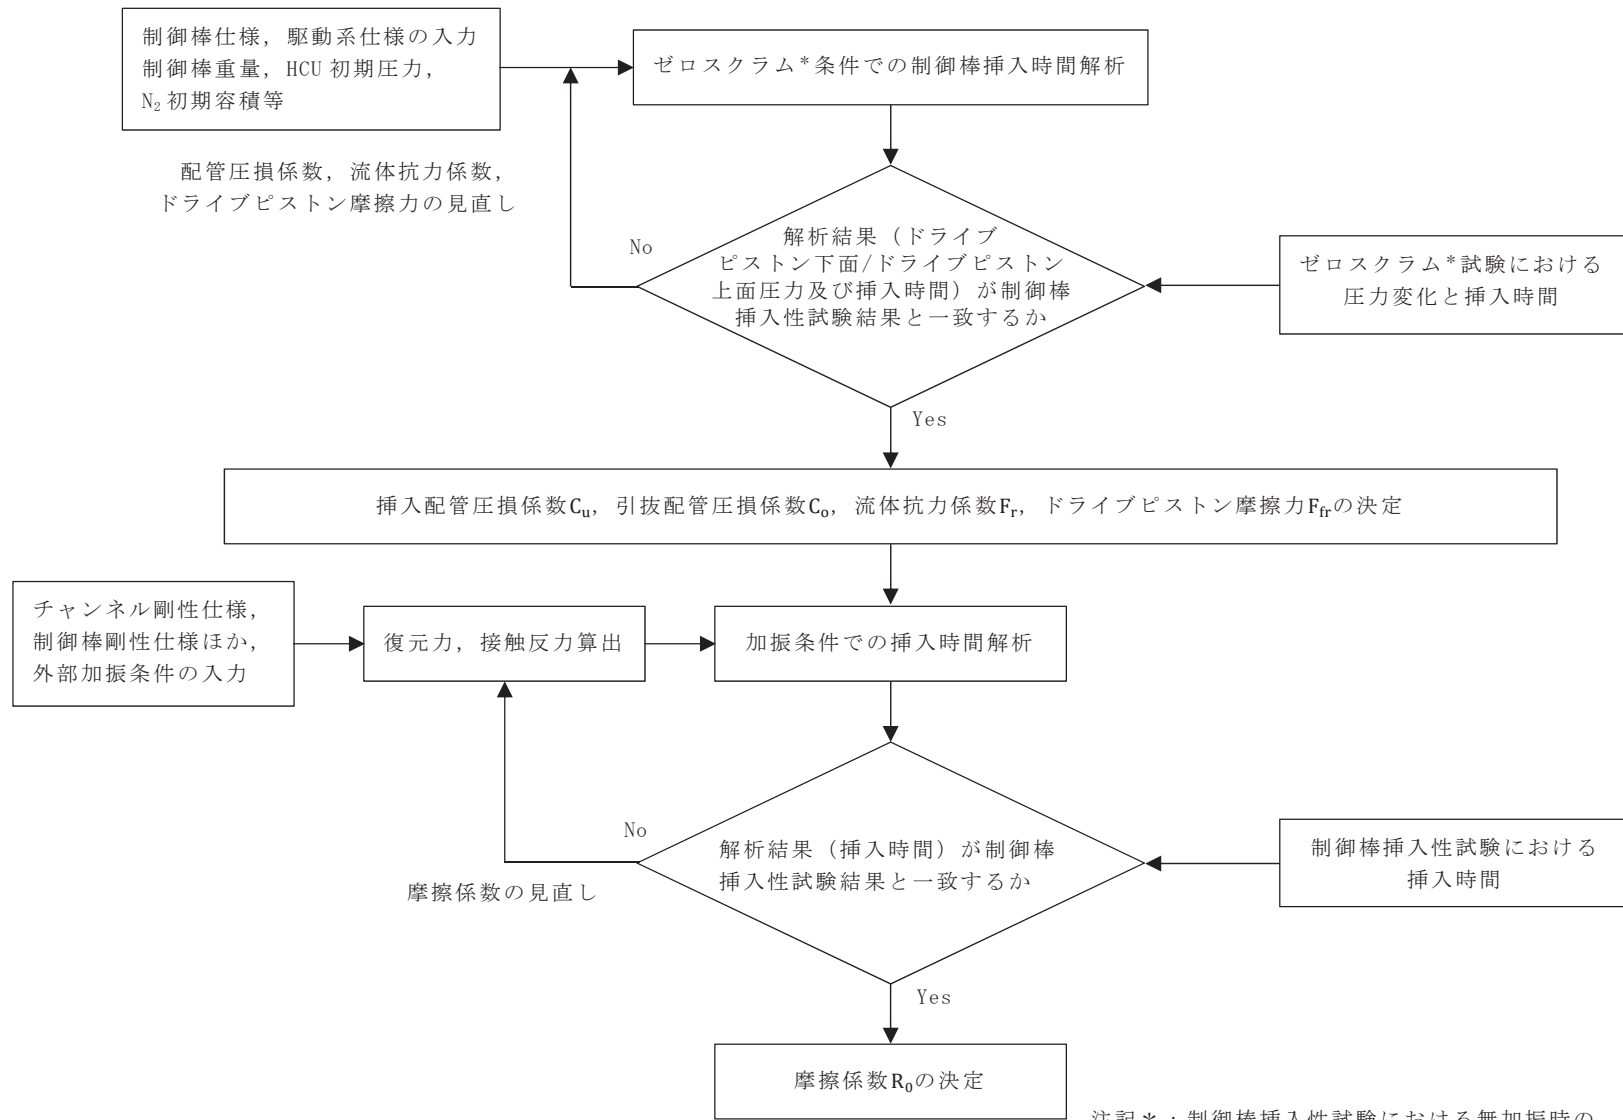 制御棒仕様，駆動系仕様の入力
制御棒重量，HCU 初期圧力，
N₂ 初期容積等
ゼロスクラム*条件での制御棒挿入時間解析
配管圧損係数，流体抗力係数，
ドライブピストン摩擦力の見直し
No
解析結果（ドライブ
ピストン下面/ドライブピストン
上面圧力及び挿入時間）が制御棒
挿入性試験結果と一致するか
ゼロスクラム*試験における
圧力変化と挿入時間
Yes
挿入配管圧損係数Cᵤ，引抜配管圧損係数Cₒ，流体抗力係数Fᵣ，ドライブピストン摩擦力F_frの決定
チャンネル剛性仕様，
制御棒剛性仕様ほか，
外部加振条件の入力
復元力，接触反力算出
加振条件での挿入時間解析
No
解析結果（挿入時間）が制御棒
挿入性試験結果と一致するか
制御棒挿入性試験における
挿入時間
摩擦係数の見直し
Yes
摩擦係数R₀の決定
注記＊：制御棒挿入性試験における無加振時の